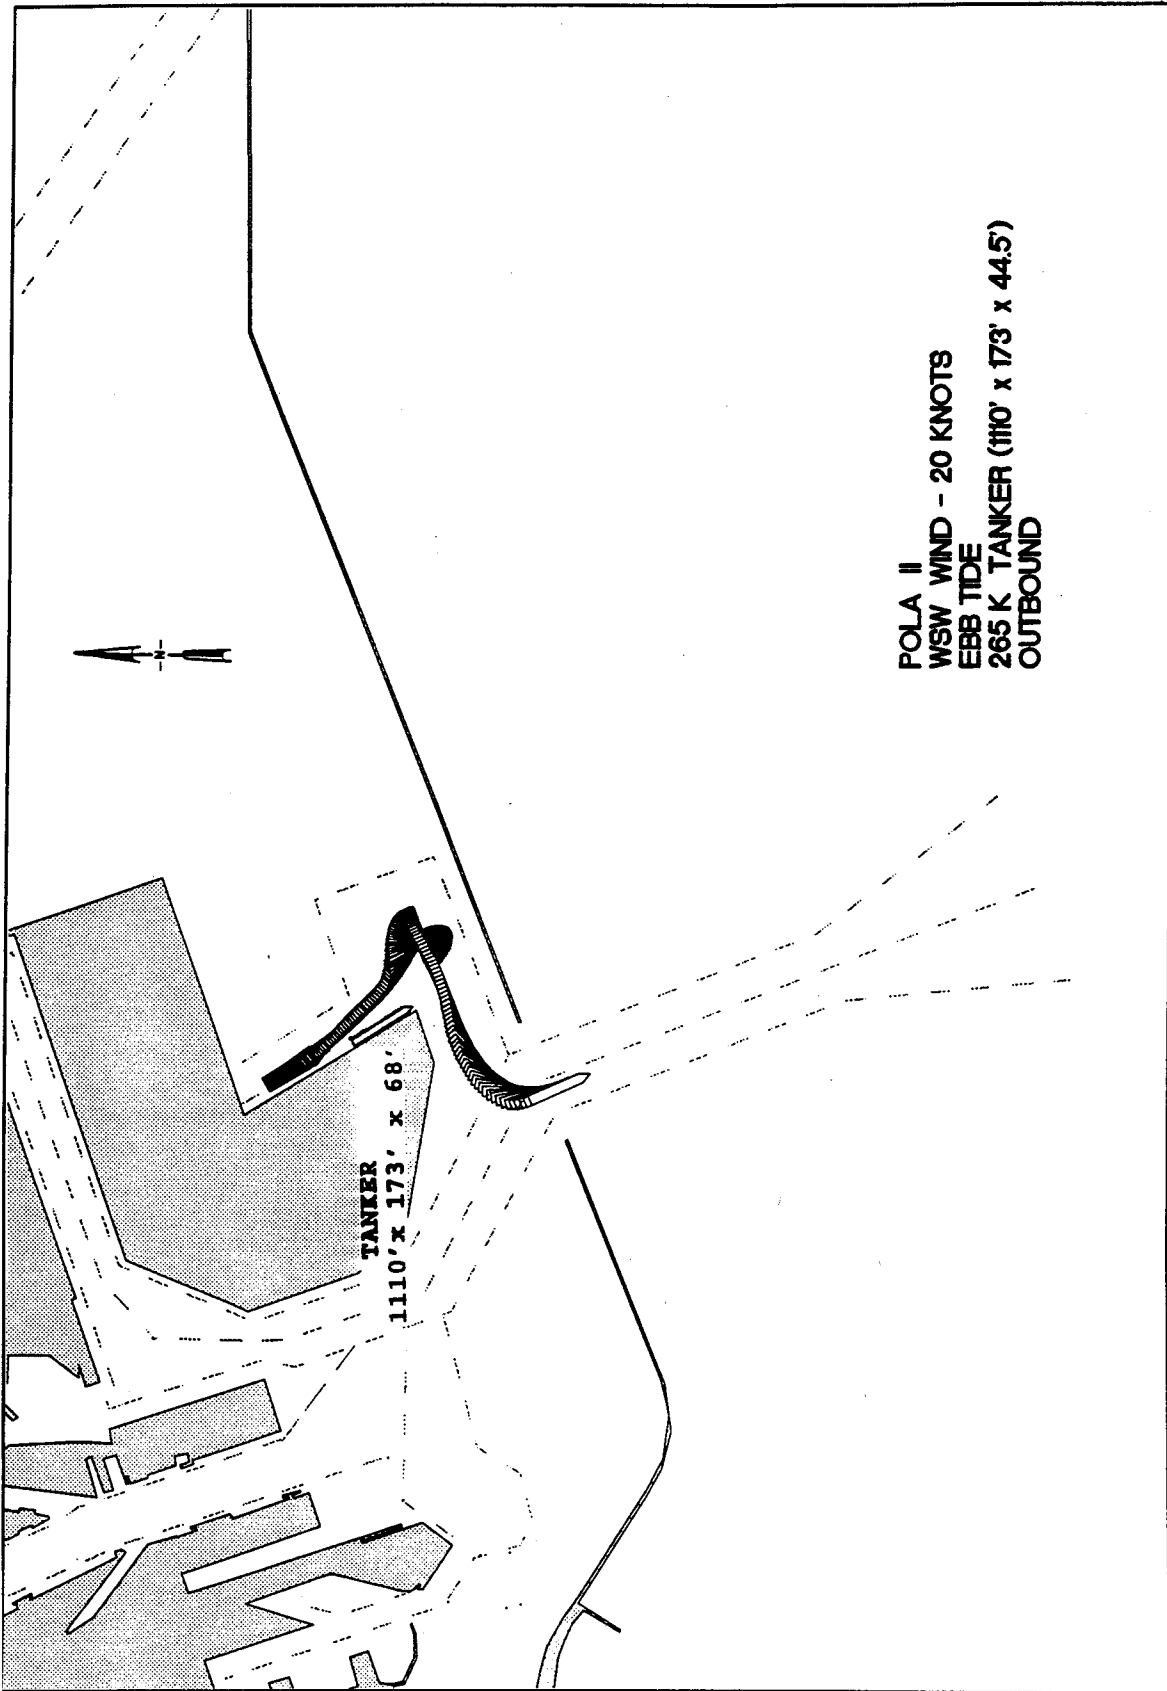 N
TANKER
1110'x 173' x 68'
POLA II
WSW WIND - 20 KNOTS
EBB TIDE
265 K TANKER (1110' x 173' x 44.5')
OUTBOUND